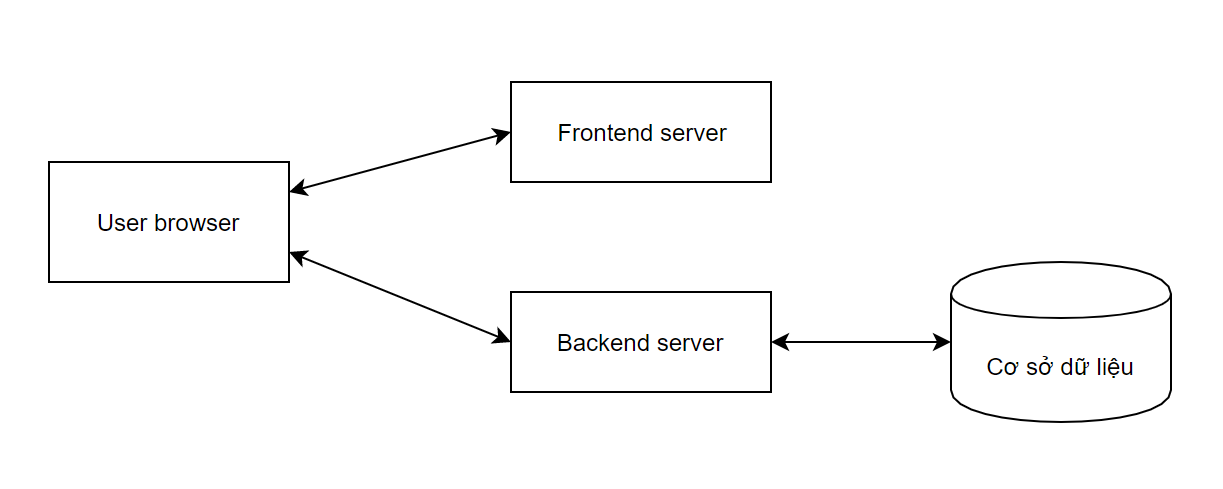 Frontend server
User browser
Backend server
Cơ sở dữ liệu